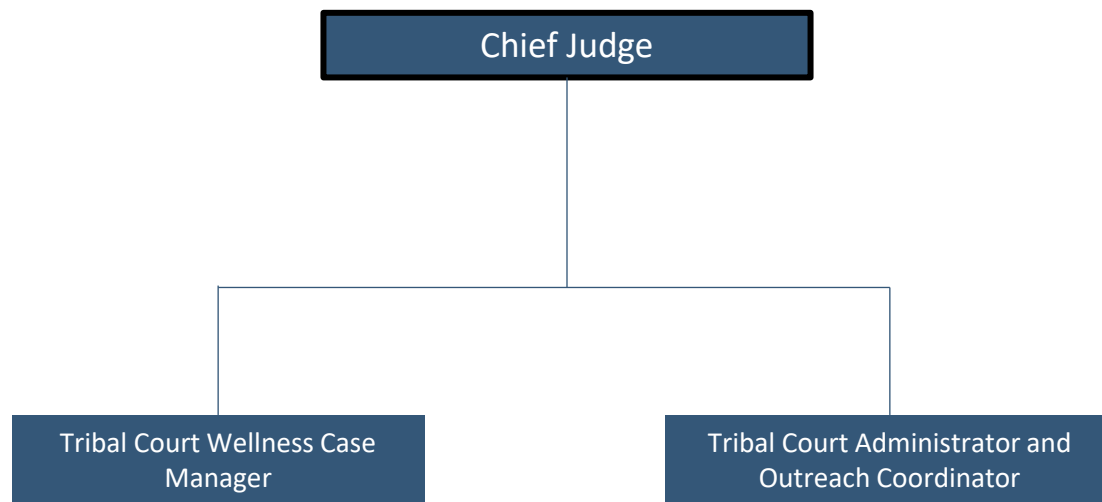 Chief Judge
Tribal Court Wellness Case
Manager
Tribal Court Administrator and
Outreach Coordinator